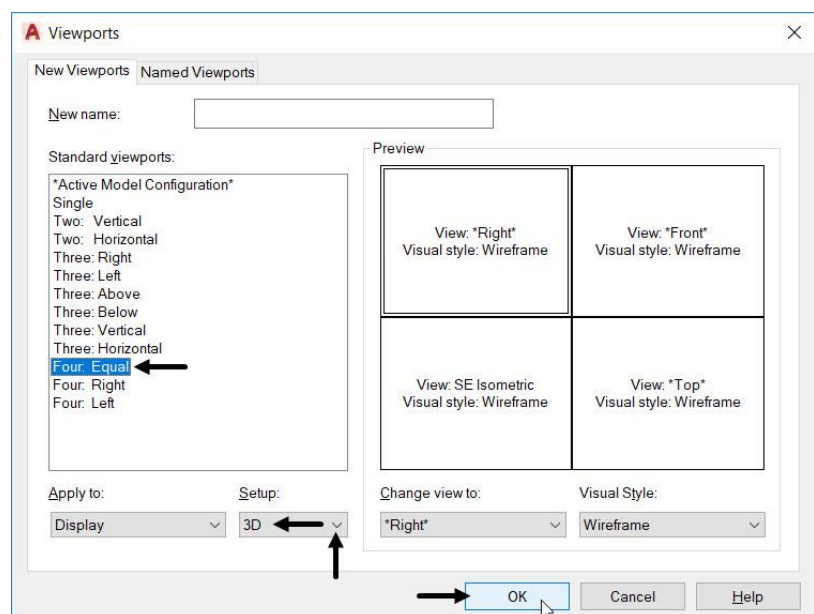 Viewports
New Viewports Named Viewports
New name:
Standard viewports:
*Active Model Configuration*
Single
Two: Vertical
Two: Horizontal
Three: Right
Three: Left
Three: Above
Three: Below
Three: Vertical
Three: Horizontal
Four: Equal
Four: Right
Four: Left
Apply to:
Display
Setup:
3D
Preview
View: *Right*
Visual style: Wireframe
View: *Front*
Visual style: Wireframe
View: SE Isometric
Visual style: Wireframe
View: *Top*
Visual style: Wireframe
Change view to:
*Right*
Visual Style:
Wireframe
OK
Cancel
Help